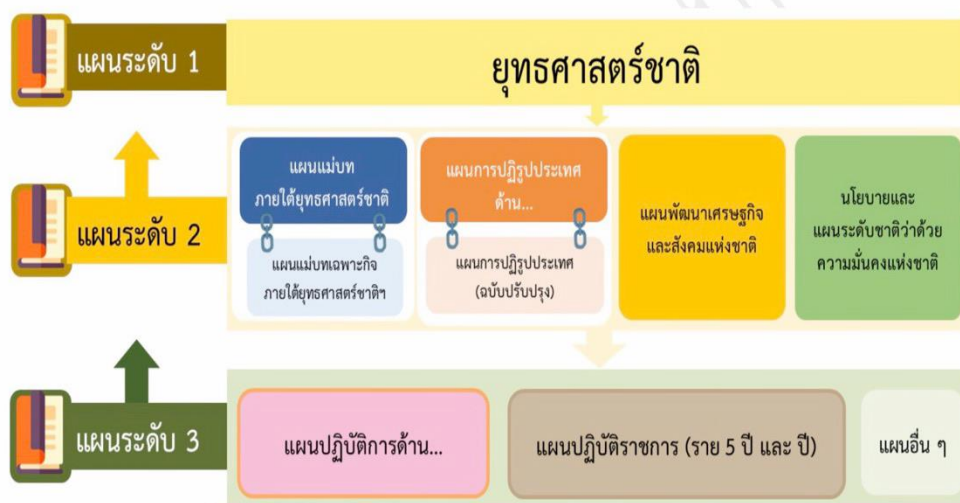 แผนระดับ 1
ยุทธศาสตร์ชาติ
แผนระดับ 2
แผนแม่บท
ภายใต้ยุทธศาสตร์ชาติ
แผนแม่บทเฉพาะกิจ
ภายใต้ยุทธศาสตร์ชาติฯ
แผนการปฏิรูปประเทศ
ด้าน...
แผนการปฏิรูปประเทศ
(ฉบับปรับปรุง)
แผนพัฒนาเศรษฐกิจ
และสังคมแห่งชาติ
นโยบายและ
แผนระดับชาติว่าด้วย
ความมั่นคงแห่งชาติ
แผนระดับ 3
แผนปฏิบัติการด้าน...
แผนปฏิบัติราชการ (ราย 5 ปี และ ปี)
แผนอื่น ๆ